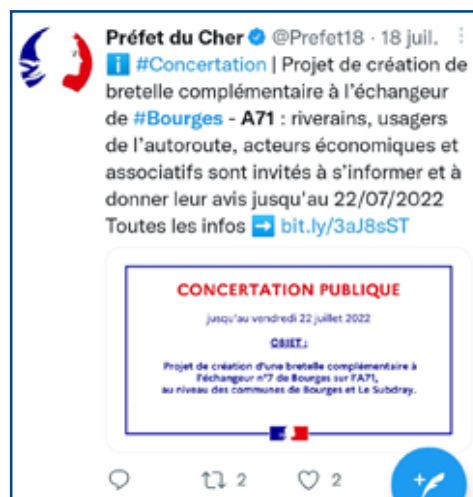 Préfet du Cher @Prefet18 · 18 juil.
#Concertation | Projet de création de
bretelle complémentaire à l'échangeur
de #Bourges - A71 : riverains, usagers
de l'autoroute, acteurs économiques et
associatifs sont invités à s'informer et à
donner leur avis jusqu'au 22/07/2022
Toutes les infos ➡ bit.ly/3aJ8sST
CONCERTATION PUBLIQUE
jusqu'au vendredi 22 juillet 2022
OBJET :
Projet de création d'une bretelle complémentaire à
l'échangeur n°7 de Bourges sur l'A71,
au niveau des communes de Bourges et Le Subdray.
2 2